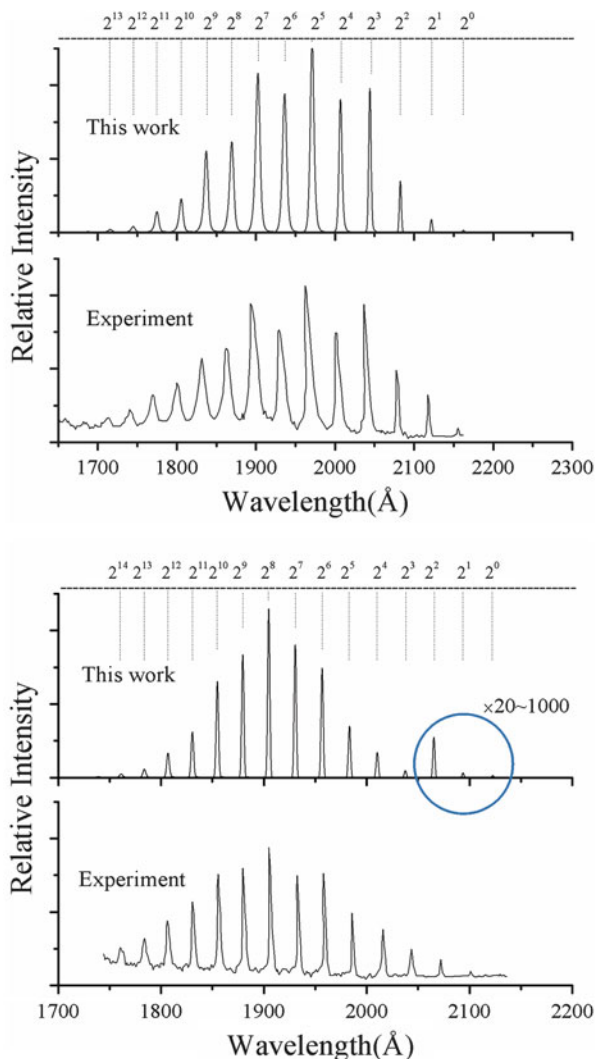 2¹³ 2¹² 2¹¹ 2¹⁰ 2⁹ 2⁸ 2⁷ 2⁶ 2⁵ 2⁴ 2³ 2² 2¹ 2⁰
This work
Experiment
Relative Intensity
1700 1800 1900 2000 2100 2200 2300
Wavelength(Å)
2¹⁴ 2¹³ 2¹² 2¹¹ 2¹⁰ 2⁹ 2⁸ 2⁷ 2⁶ 2⁵ 2⁴ 2³ 2² 2¹ 2⁰
This work
×20~1000
Experiment
Relative Intensity
1700 1800 1900 2000 2100 2200
Wavelength(Å)